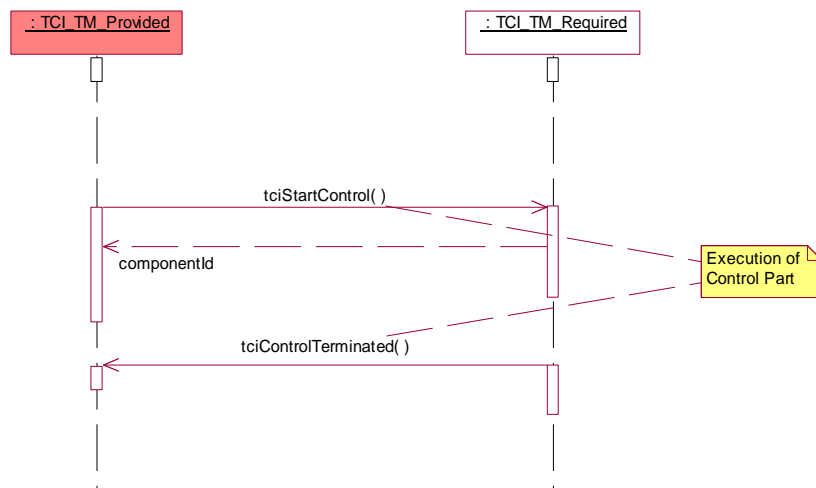 : TCI_TM_Provided
: TCI_TM_Required
tciStartControl( )
componentId
Execution of
Control Part
tciControlTerminated( )